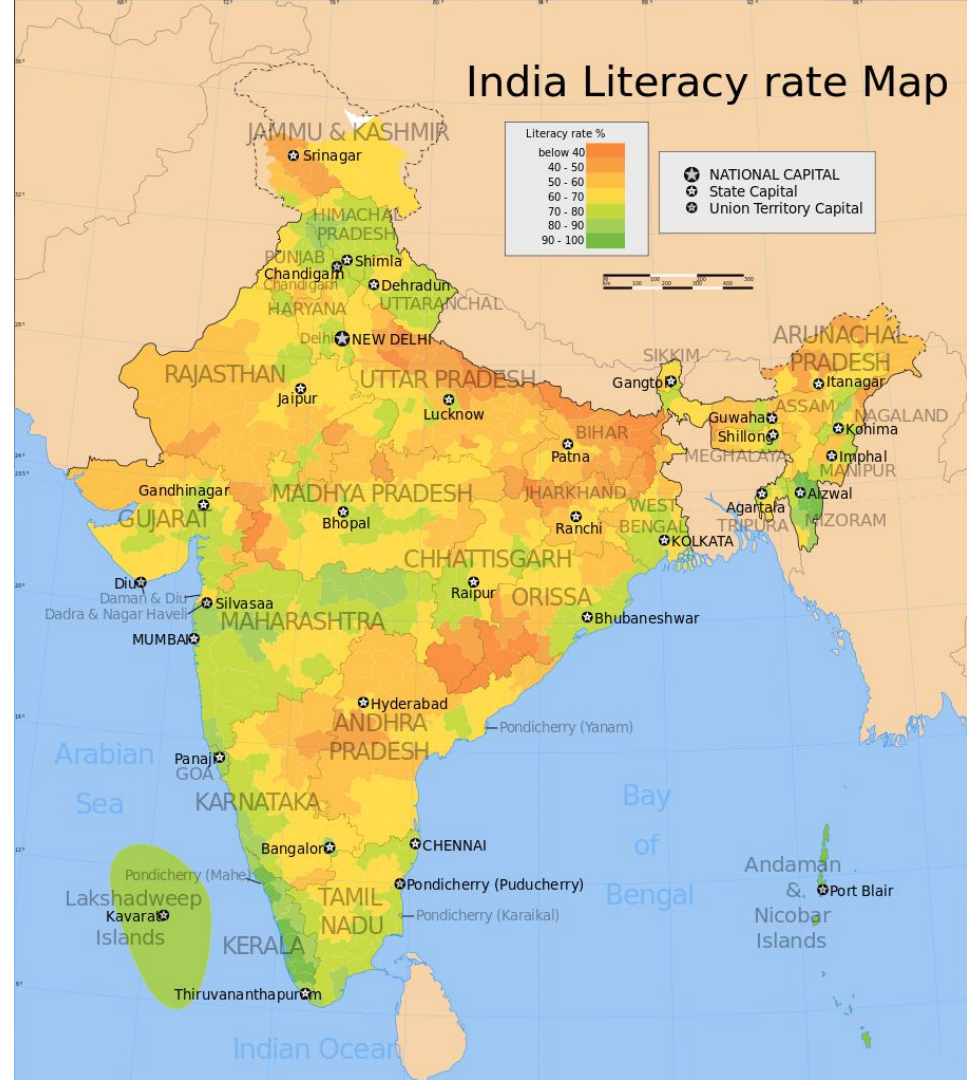 India Literacy rate Map
Literacy rate %
below 40
40 - 50
50 - 60
60 - 70
70 - 80
80 - 90
90 - 100
NATIONAL CAPITAL
State Capital
Union Territory Capital
JAMMU & KASHMIR
Srinagar
HIMACHAL
PRADESH
PUNJAB
Shimla
Chandigarh
Chandigarh
Dehradun
UTTARANCHAL
HARYANA
Delhi
NEW DELHI
RAJASTHAN
Jaipur
UTTAR PRADESH
Lucknow
SIKKIM
Gangto
ARUNACHAL
PRADESH
Itanagar
ASSAM
Guwaha
NAGALAND
Kohima
Shillong
MEGHALAYA
Imphal
MANIPUR
BIHAR
Patna
Gandhinagar
GUJARAT
MADHYA PRADESH
Bhopal
JHARKHAND
Ranchi
WEST
BENGAL
KOLKATA
Agartala
TRIPURA
Aizwal
MIZORAM
CHHATTISGARH
Raipur
ORISSA
Bhubaneshwar
Diu
Daman & Diu
Dadra & Nagar Haveli
Silvasaa
MAHARASHTRA
MUMBAI
Hyderabad
ANDHRA
PRADESH
Pondicherry (Yanam)
Arabian
Sea
Panaji
GOA
KARNATAKA
Bay
of
Bengal
Bangalor
CHENNAI
Pondicherry (Mahe)
Pondicherry (Puducherry)
Lakshadweep
Kavarat
Islands
TAMIL
NADU
Pondicherry (Karaikal)
KERALA
Andaman
&
Nicobar
Islands
Port Blair
Thiruvananthapuram
Indian Ocean